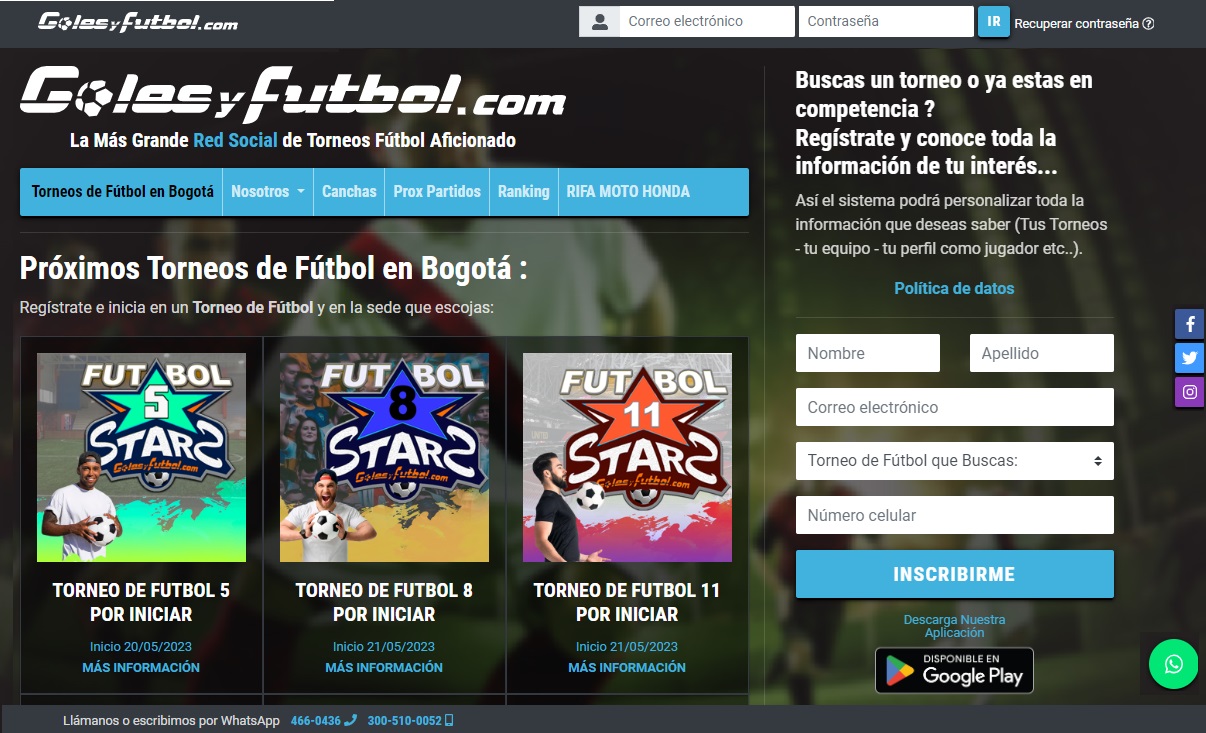 GolesyFutbol.com
Correo electrónico
Contraseña
IR
Recuperar contraseña
GolesyFutbol.com
La Más Grande Red Social de Torneos Fútbol Aficionado
Torneos de Fútbol en Bogotá
Nosotros
Canchas
Prox Partidos
Ranking
RIFA MOTO HONDA
Próximos Torneos de Fútbol en Bogotá :
Regístrate e inicia en un Torneo de Fútbol y en la sede que escojas:
FUTBOL
5
STARS
GolesyFutbol.com
TORNEO DE FUTBOL 5
POR INICIAR
Inicio 20/05/2023
MÁS INFORMACIÓN
FUTBOL
8
STARS
GolesyFutbol.com
TORNEO DE FUTBOL 8
POR INICIAR
Inicio 21/05/2023
MÁS INFORMACIÓN
FUTBOL
11
STARS
GolesyFutbol.com
TORNEO DE FUTBOL 11
POR INICIAR
Inicio 21/05/2023
MÁS INFORMACIÓN
Buscas un torneo o ya estas en
competencia ?
Regístrate y conoce toda la
información de tu interés...
Así el sistema podrá personalizar toda la
información que deseas saber (Tus Torneos
- tu equipo - tu perfil como jugador etc..).
Política de datos
Nombre
Apellido
Correo electrónico
Torneo de Fútbol que Buscas:
Número celular
INSCRIBIRME
Descarga Nuestra
Aplicación
DISPONIBLE EN
Google Play
Llámanos o escribimos por WhatsApp 466-0436 300-510-0052